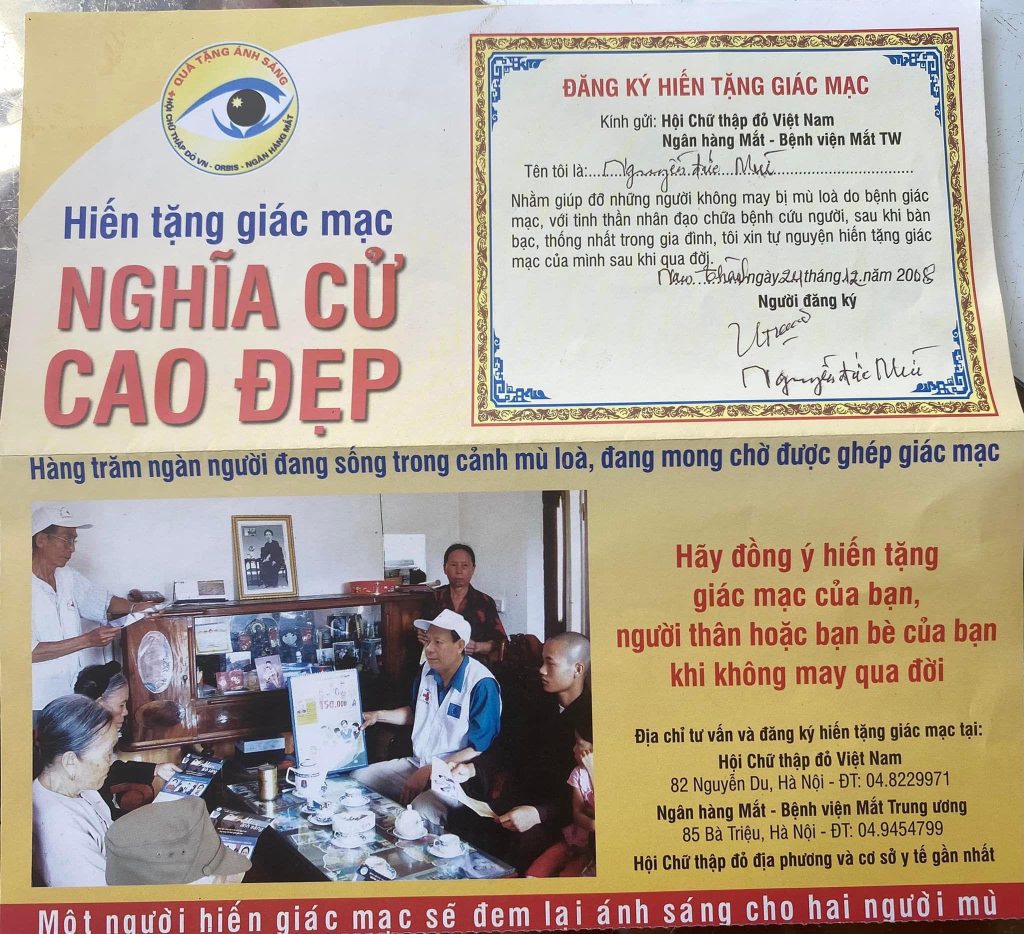 QUÀ TẶNG ÁNH SÁNG
HỘI CHỮ THẬP ĐỎ VN - ORBIS - NGÂN HÀNG MẮT
Hiến tặng giác mạc
NGHĨA CỬ
CAO ĐẸP
ĐĂNG KÝ HIẾN TẶNG GIÁC MẠC
Kính gửi: Hội Chữ thập đỏ Việt Nam
Ngân hàng Mắt - Bệnh viện Mắt TW
Tên tôi là:......Nguyễn Đức Nhu......
Nhằm giúp đỡ những người không may bị mù loà do bệnh giác
mạc, với tinh thần nhân đạo chữa bệnh cứu người, sau khi bàn
bạc, thống nhất trong gia đình, tôi xin tự nguyện hiến tặng giác
mạc của mình sau khi qua đời.
ngày 24 tháng 12 năm 2008
Người đăng ký
Nguyễn Đức Nhu
Hàng trăm ngàn người đang sống trong cảnh mù loà, đang mong chờ được ghép giác mạc
150.000
Hãy đồng ý hiến tặng
giác mạc của bạn,
người thân hoặc bạn bè của bạn
khi không may qua đời
Địa chỉ tư vấn và đăng ký hiến tặng giác mạc tại:
Hội Chữ thập đỏ Việt Nam
82 Nguyễn Du, Hà Nội - ĐT: 04.8229971
Ngân hàng Mắt - Bệnh viện Mắt Trung ương
85 Bà Triệu, Hà Nội - ĐT: 04.9454799
Hội Chữ thập đỏ địa phương và cơ sở y tế gần nhất
Một người hiến giác mạc sẽ đem lại ánh sáng cho hai người mù